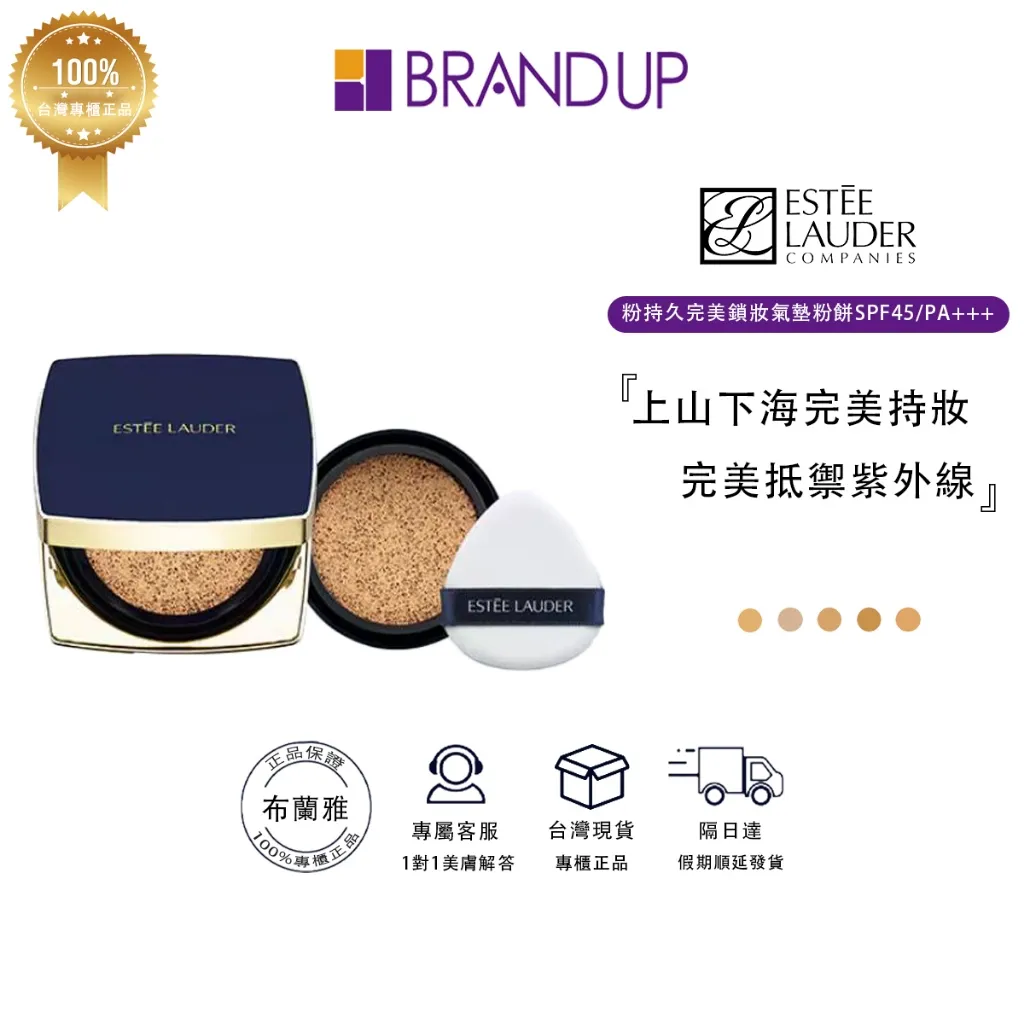 100%
台灣專櫃正品
BRAND UP
ESTĒE
LAUDER
COMPANIES
粉持久完美鎖妝氣墊粉餅SPF45/PA+++
『上山下海完美持妝
完美抵禦紫外線』
ESTĒE LAUDER
ESTĒE LAUDER
正品保證
布蘭雅
100%專櫃正品
專屬客服
1對1美膚解答
台灣現貨
專櫃正品
隔日達
假期順延發貨